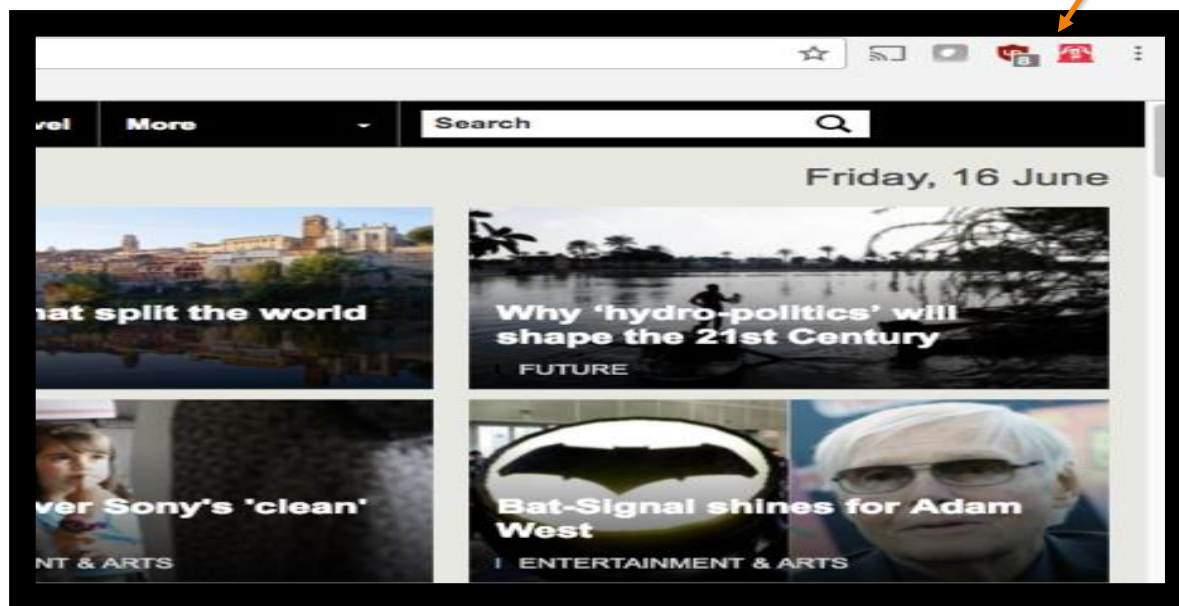 8
vel More Search
Friday, 16 June
hat split the world
Why 'hydro-politics' will
shape the 21st Century
FUTURE
ver Sony's 'clean'
NT & ARTS
Bat-Signal shines for Adam
West
ENTERTAINMENT & ARTS